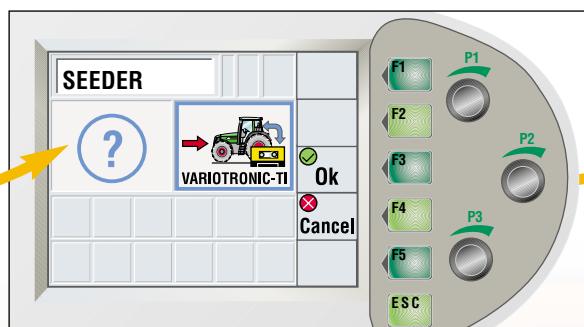 SEEDER
?
VARIOTRONIC-TI
Ok
Cancel
F1
F2
F3
F4
F5
ESC
P1
P2
P3